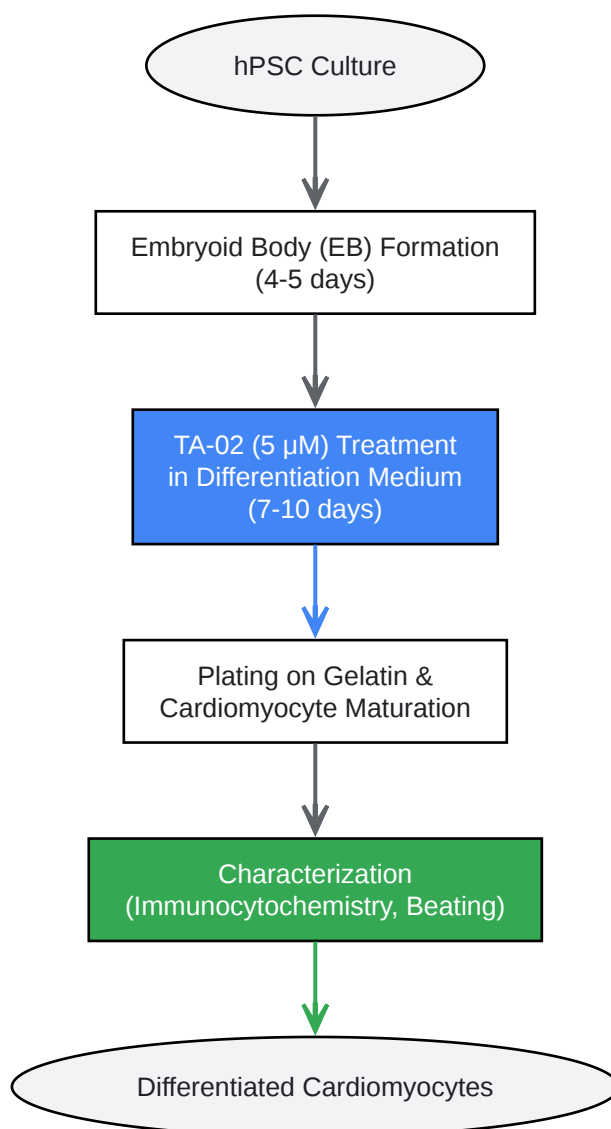 hPSC Culture
Embryoid Body (EB) Formation
(4-5 days)
TA-02 (5 μM) Treatment
in Differentiation Medium
(7-10 days)
Plating on Gelatin &
Cardiomyocyte Maturation
Characterization
(Immunocytochemistry, Beating)
Differentiated Cardiomyocytes